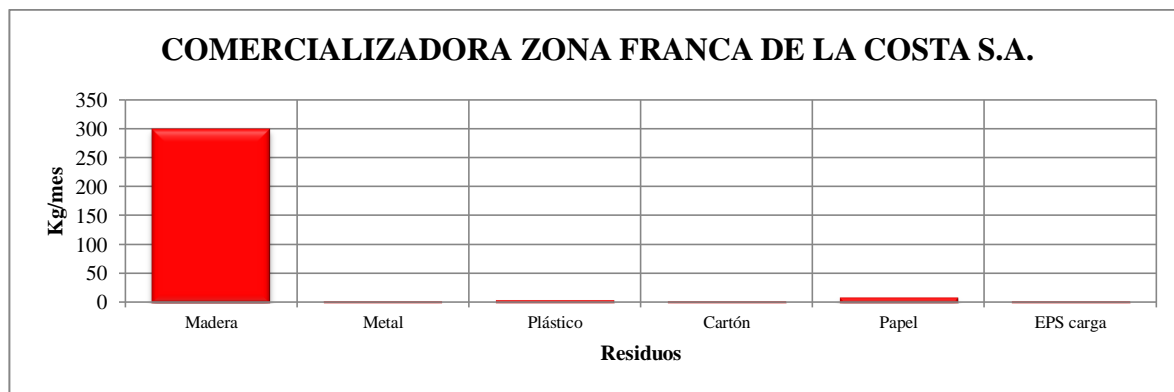 COMERCIALIZADORA ZONA FRANCA DE LA COSTA S.A.
Kg/mes
350
300
250
200
150
100
50
0
Madera Metal Plástico Cartón Papel EPS carga
Residuos